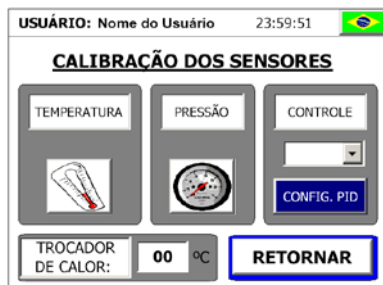 USUÁRIO: Nome do Usuário 23:59:51
CALIBRAÇÃO DOS SENSORES
TEMPERATURA
PRESSÃO
CONTROLE
CONFIG. PID
TROCADOR
DE CALOR:
00 ºC
RETORNAR